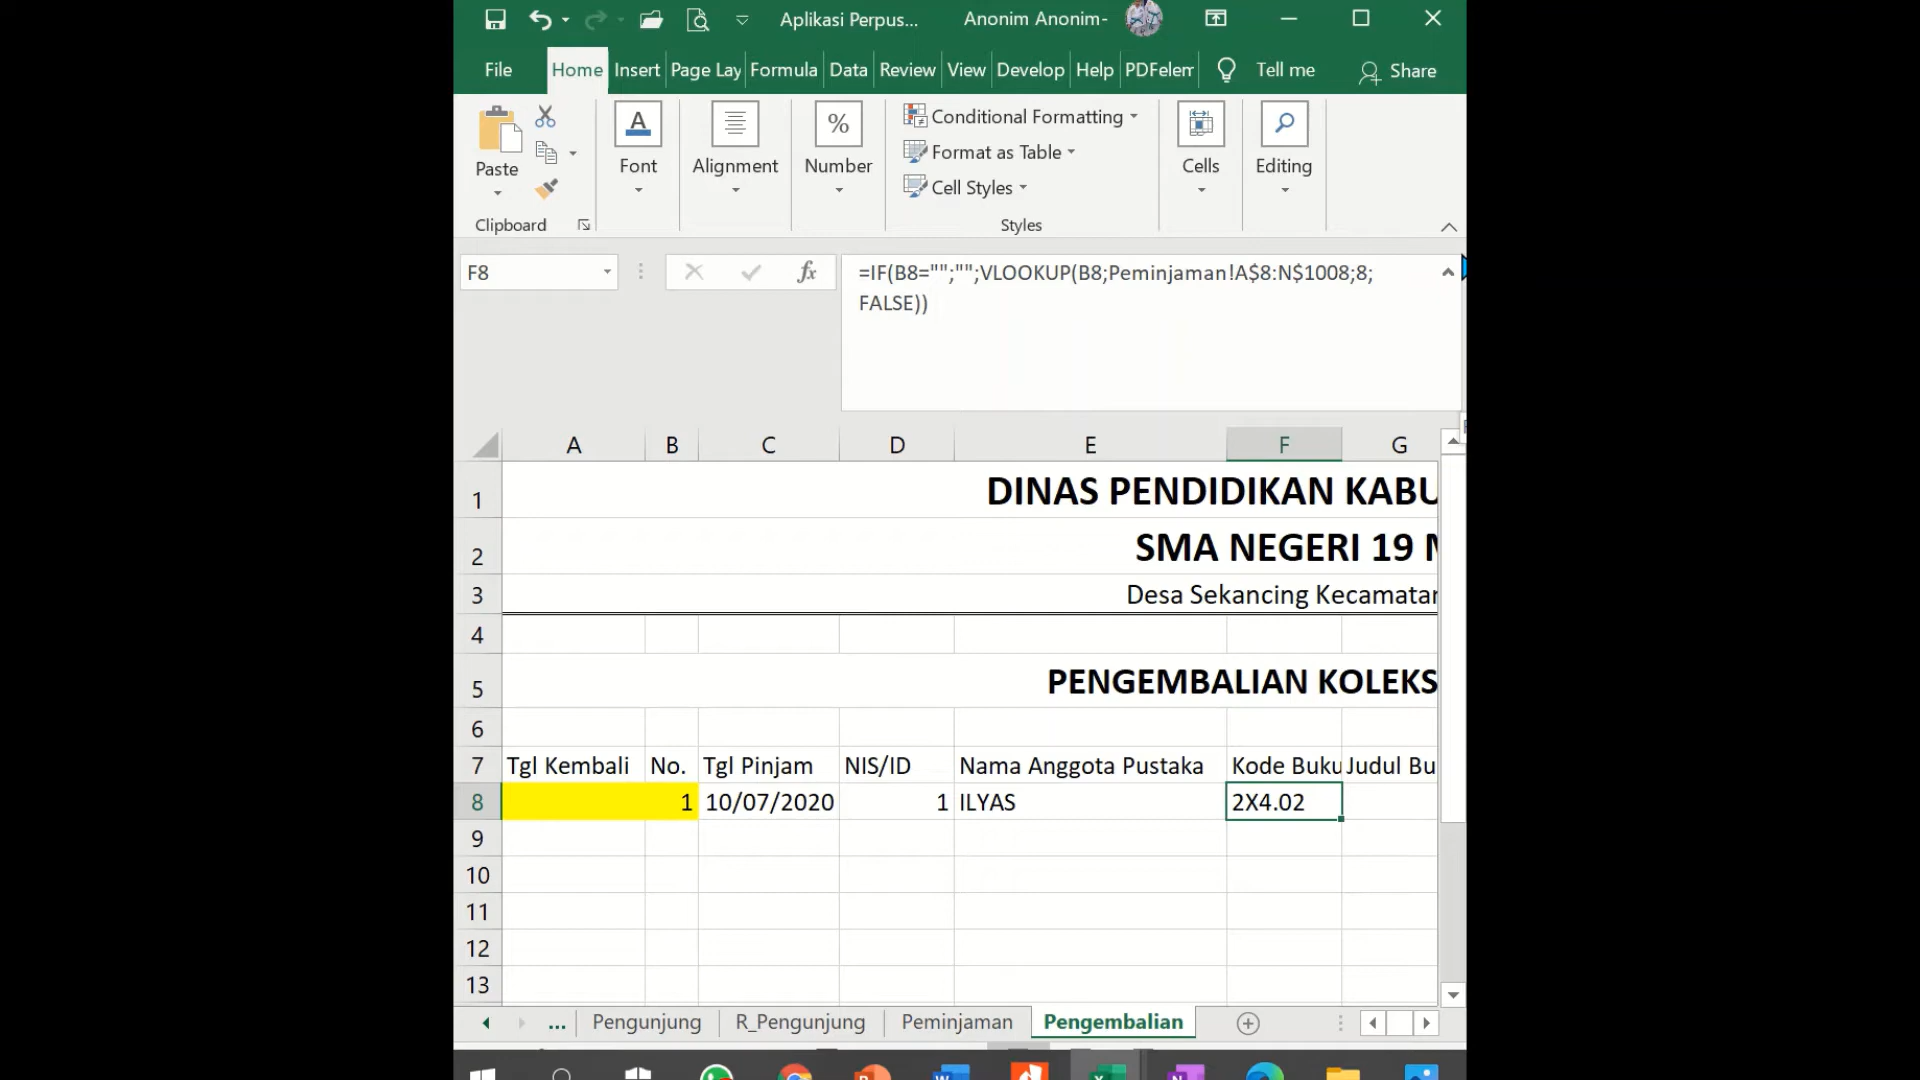 Aplikasi Perpus... Anonim Anonim-
File Home Insert Page Lay Formula Data Review View Develop Help PDFelem Tell me Share
Paste
Clipboard
Font
Alignment
%
Number
Conditional Formatting
Format as Table
Cell Styles
Styles
Cells
Editing
F8
fx
=IF(B8="";"";VLOOKUP(B8;Peminjaman!A$8:N$1008;8;
FALSE))
A B C D E F G
1 DINAS PENDIDIKAN KABU
2 SMA NEGERI 19
3 Desa Sekancing Kecamatan
4
5 PENGEMBALIAN KOLEKS
6
7 Tgl Kembali No. Tgl Pinjam NIS/ID Nama Anggota Pustaka Kode Buku Judul Bu
8 1 10/07/2020 1 ILYAS 2X4.02
9
10
11
12
13
... Pengunjung R_Pengunjung Peminjaman Pengembalian